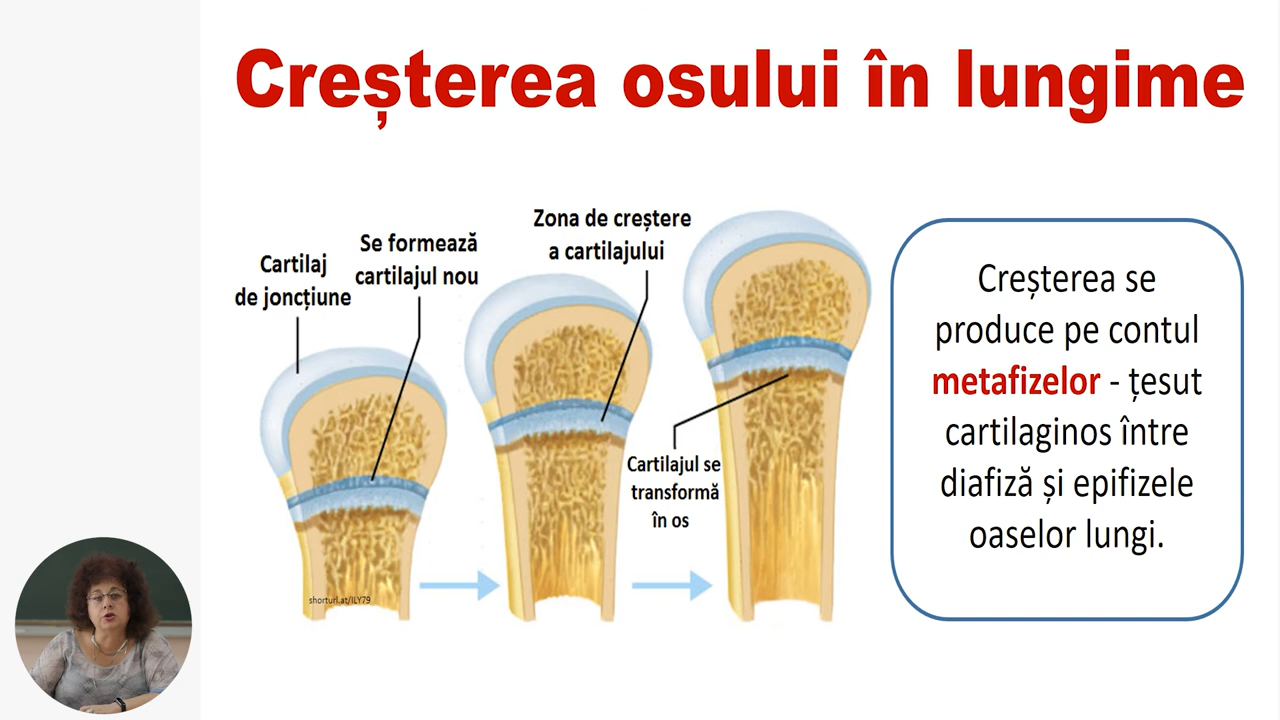 Creșterea osului în lungime
Cartilaj
de joncțiune
Se formează
cartilajul nou
Zona de creștere
a cartilajului
Cartilajul se
transformă
în os
shorturl.at/ILY79
Creșterea se
produce pe contul
metafizelor - țesut
cartilaginos între
diafiză și epifizele
oaselor lungi.